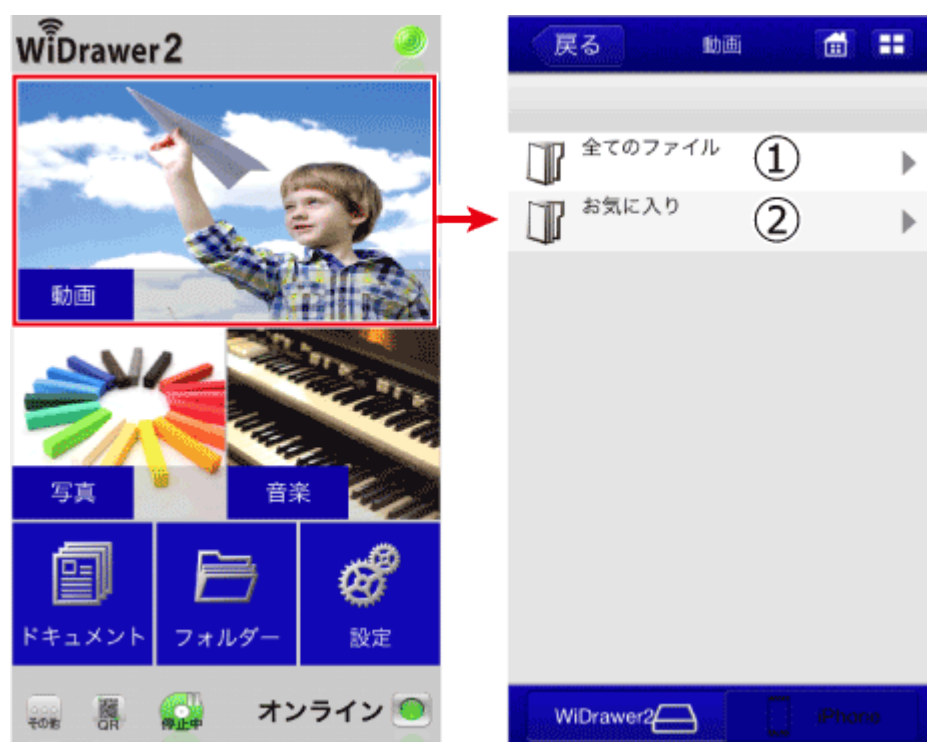 WiDrawer2
動画
写真
音楽
ドキュメント
フォルダー
設定
その他
QR
停止中
オンライン
戻る
動画
全てのファイル
①
お気に入り
②
WiDrawer2
iPhone